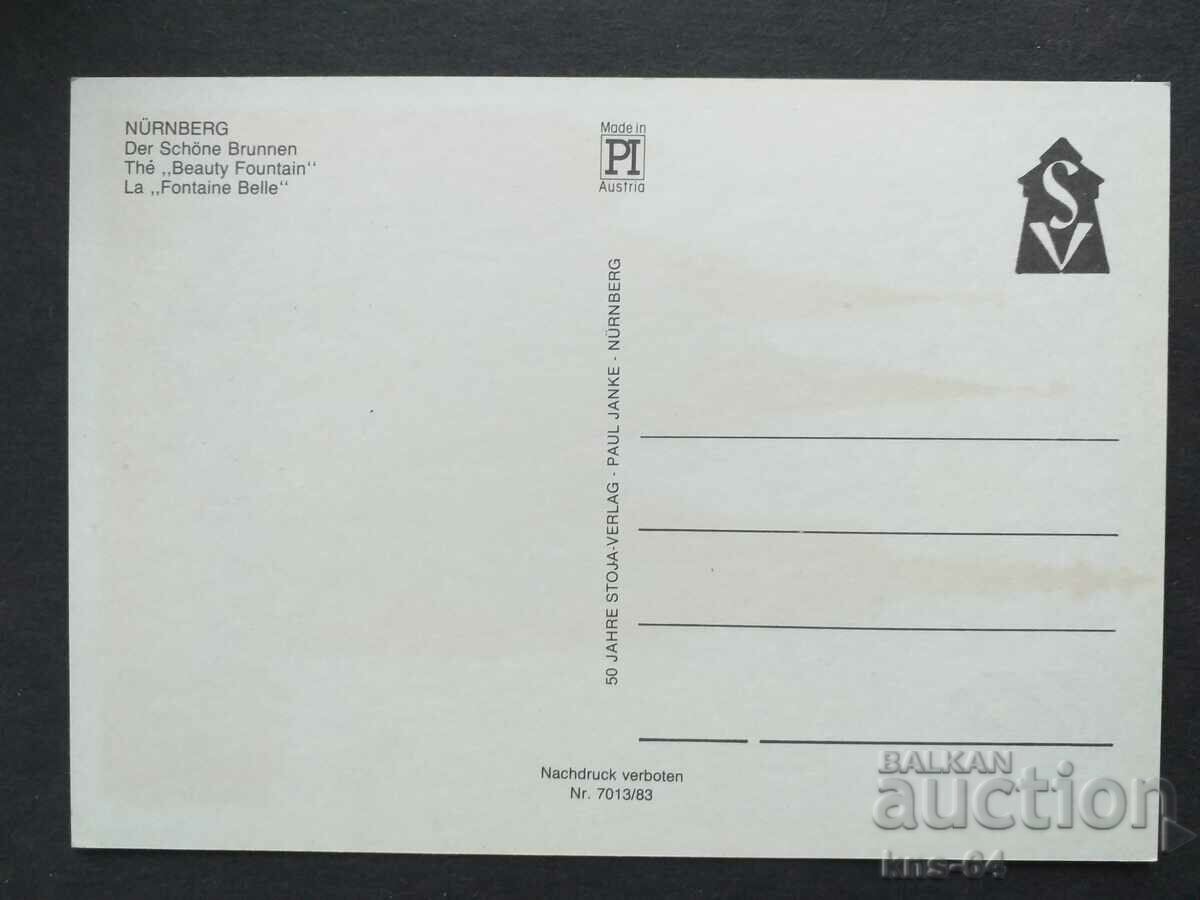 NÜRNBERG
Der Schöne Brunnen
Thé ,,Beauty Fountain"
La ,,Fontaine Belle"
Made in
PI
Austria
S
V
50 JAHRE STOJA-VERLAG - PAUL JANKE - NÜRNBERG
Nachdruck verboten
Nr. 7013/83
BALKAN
auction
kns-64